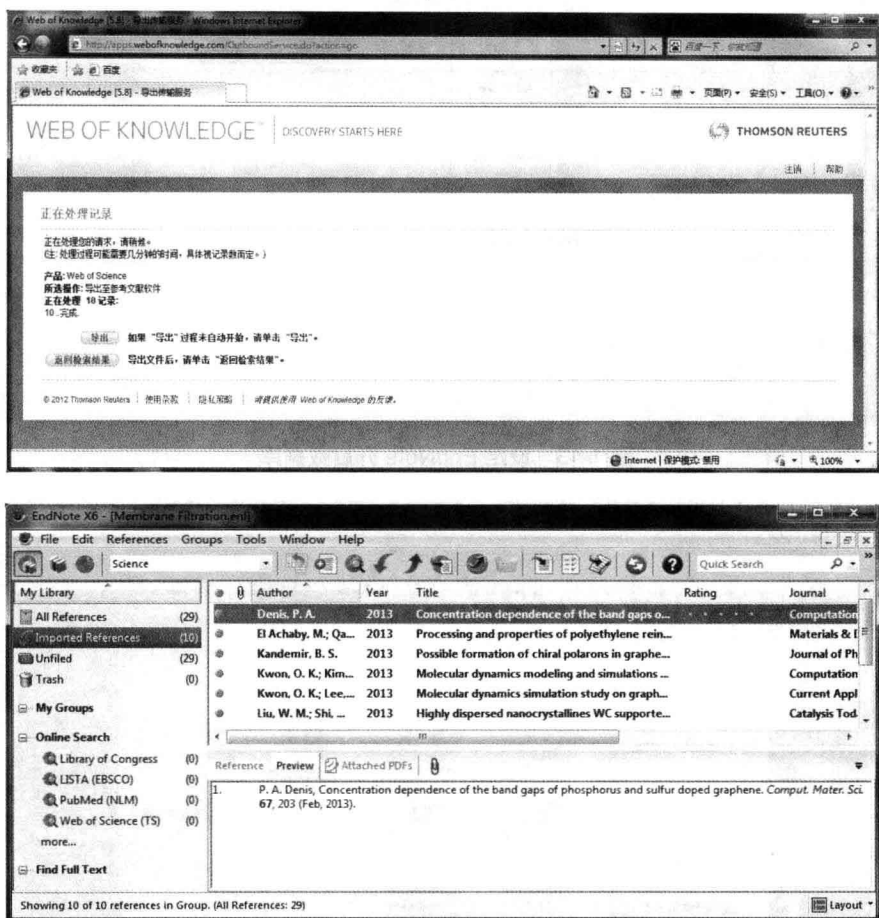 Web of Knowledge [5.8] - 导出传输服务 - Windows Internet Explorer
http://apps.webofknowledge.com/OutboundService.do?action=go
百度一下，你就知道
收藏夹 百度
Web of Knowledge [5.8] - 导出传输服务
页面(P) 安全(S) 工具(O)
WEB OF KNOWLEDGE℠ DISCOVERY STARTS HERE
THOMSON REUTERS
注销 帮助
正在处理记录
正在处理您的请求，请稍候。
(注: 处理过程可能需要几分钟的时间，具体视记录数而定。)
产品: Web of Science
所选操作: 导出至参考文献软件
正在处理 10 记录:
10 .完成.
导出 如果 "导出" 过程未自动开始，请单击 "导出"。
返回检索结果 导出文件后，请单击 "返回检索结果"。
© 2012 Thomson Reuters 使用条款 隐私策略 请提供使用 Web of Knowledge 的反馈。
Internet | 保护模式: 禁用 100%
EndNote X6 - [Membrane Filtration.enl]
File Edit References Groups Tools Window Help
Science Quick Search
My Library Author Year Title Rating Journal
All References (29) Denis, P. A. 2013 Concentration dependence of the band gaps o... Computation
Imported References (10) El Achaby, M.; Qa... 2013 Processing and properties of polyethylene rein... Materials & D
Unfiled (29) Kandemir, B. S. 2013 Possible formation of chiral polarons in graphe... Journal of Ph
Trash (0) Kwon, O. K.; Kim... 2013 Molecular dynamics modeling and simulations ... Computation
My Groups Kwon, O. K.; Lee,... 2013 Molecular dynamics simulation study on graph... Current Appl
Online Search Liu, W. M.; Shi, ... 2013 Highly dispersed nanocrystallines WC supporte... Catalysis Tod
Library of Congress (0)
Reference Preview Attached PDFs
LISTA (EBSCO) (0)
1. P. A. Denis, Concentration dependence of the band gaps of phosphorus and sulfur doped graphene. Comput. Mater. Sci.
67, 203 (Feb, 2013).
PubMed (NLM) (0)
Web of Science (TS) (0)
more...
Find Full Text
Showing 10 of 10 references in Group. (All References: 29) Layout